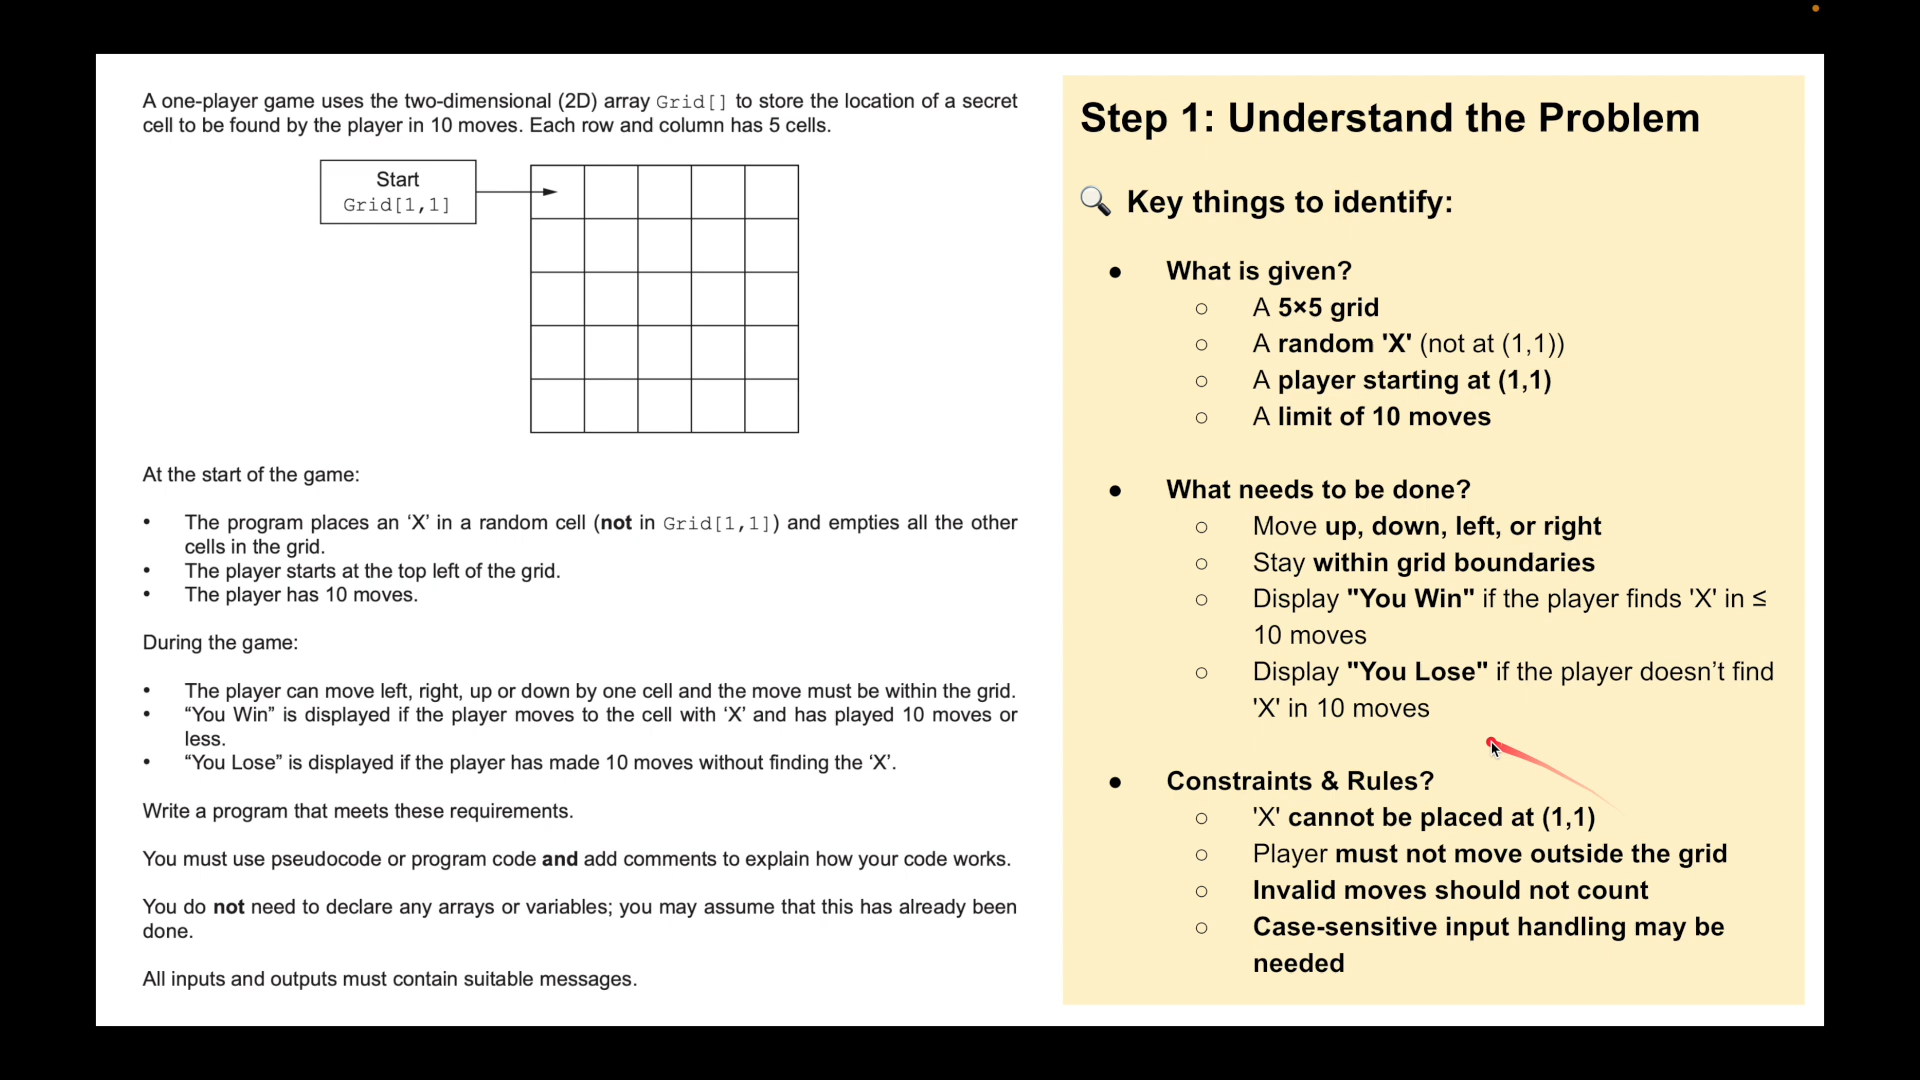 A one-player game uses the two-dimensional (2D) array Grid[] to store the location of a secret
cell to be found by the player in 10 moves. Each row and column has 5 cells.
Start
Grid[1,1]
At the start of the game:
• The program places an ‘X’ in a random cell (not in Grid[1,1]) and empties all the other
cells in the grid.
• The player starts at the top left of the grid.
• The player has 10 moves.
During the game:
• The player can move left, right, up or down by one cell and the move must be within the grid.
• “You Win” is displayed if the player moves to the cell with ‘X’ and has played 10 moves or
less.
• “You Lose” is displayed if the player has made 10 moves without finding the ‘X’.
Write a program that meets these requirements.
You must use pseudocode or program code and add comments to explain how your code works.
You do not need to declare any arrays or variables; you may assume that this has already been
done.
All inputs and outputs must contain suitable messages.
Step 1: Understand the Problem
🔍 Key things to identify:
● What is given?
○ A 5×5 grid
○ A random 'X' (not at (1,1))
○ A player starting at (1,1)
○ A limit of 10 moves
● What needs to be done?
○ Move up, down, left, or right
○ Stay within grid boundaries
○ Display "You Win" if the player finds 'X' in ≤
10 moves
○ Display "You Lose" if the player doesn’t find
'X' in 10 moves
● Constraints & Rules?
○ 'X' cannot be placed at (1,1)
○ Player must not move outside the grid
○ Invalid moves should not count
○ Case-sensitive input handling may be
needed